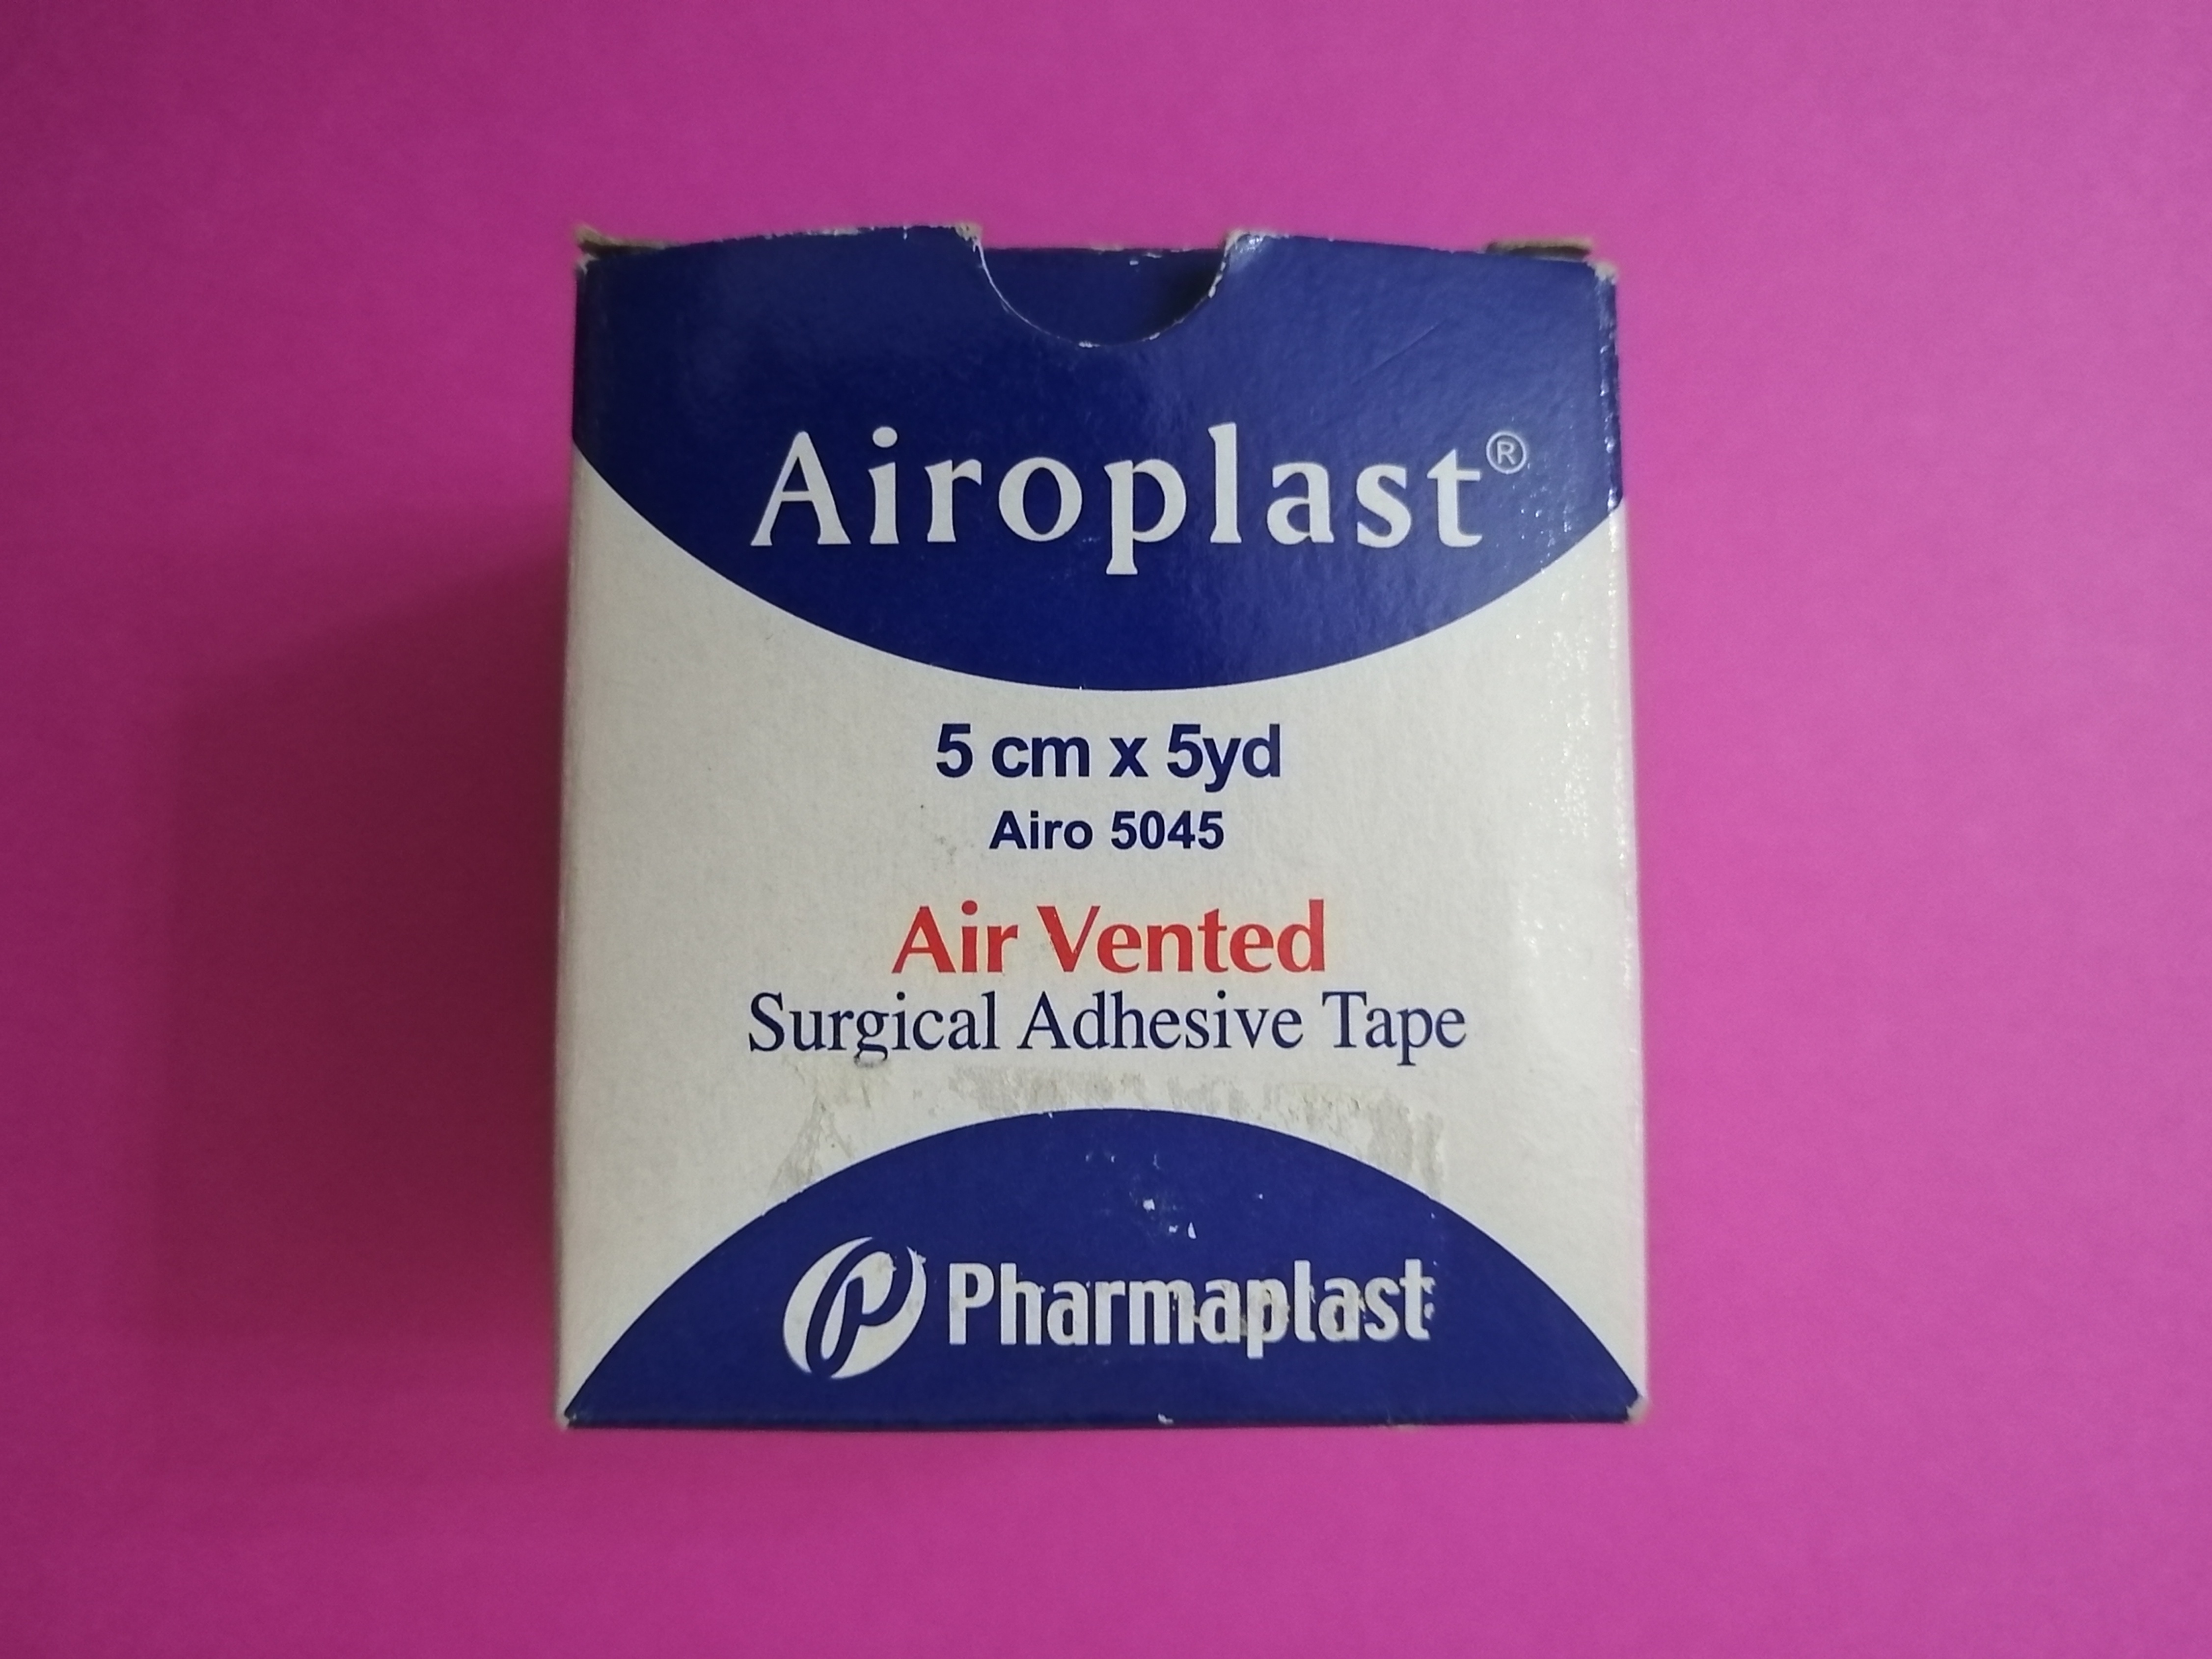 Airoplast®
5 cm x 5yd
Airo 5045
Air Vented
Surgical Adhesive Tape
Pharmaplast